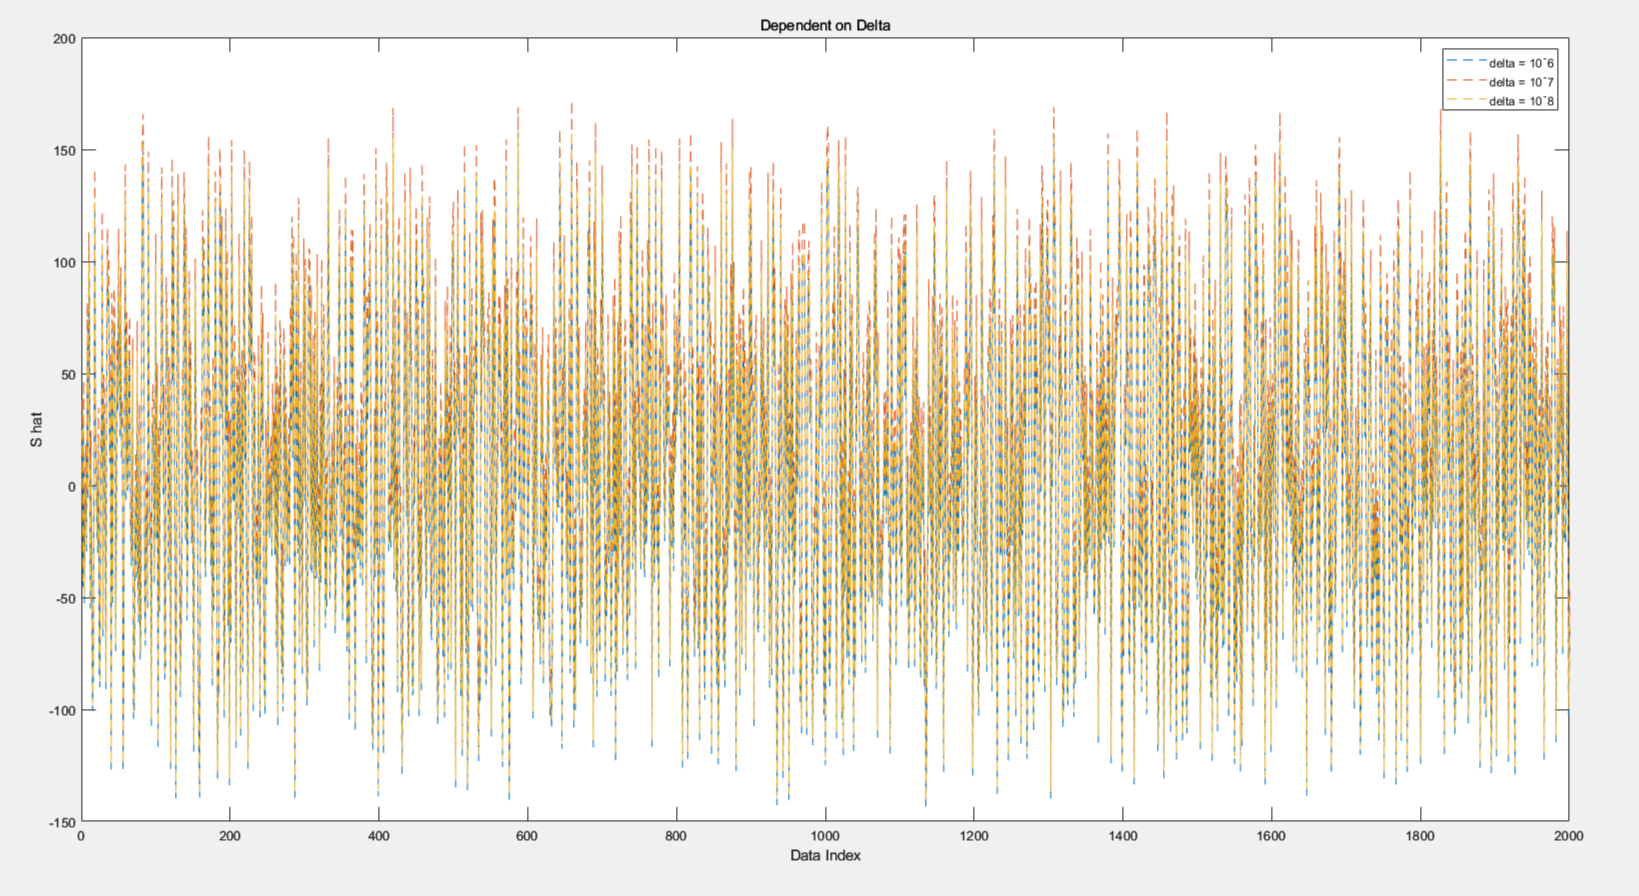 Dependent on Delta
200
150
100
50
0
-50
-100
-150
S hat
delta = 10^-6
delta = 10^-7
delta = 10^-8
0 200 400 600 800 1000 1200 1400 1600 1800 2000
Data Index